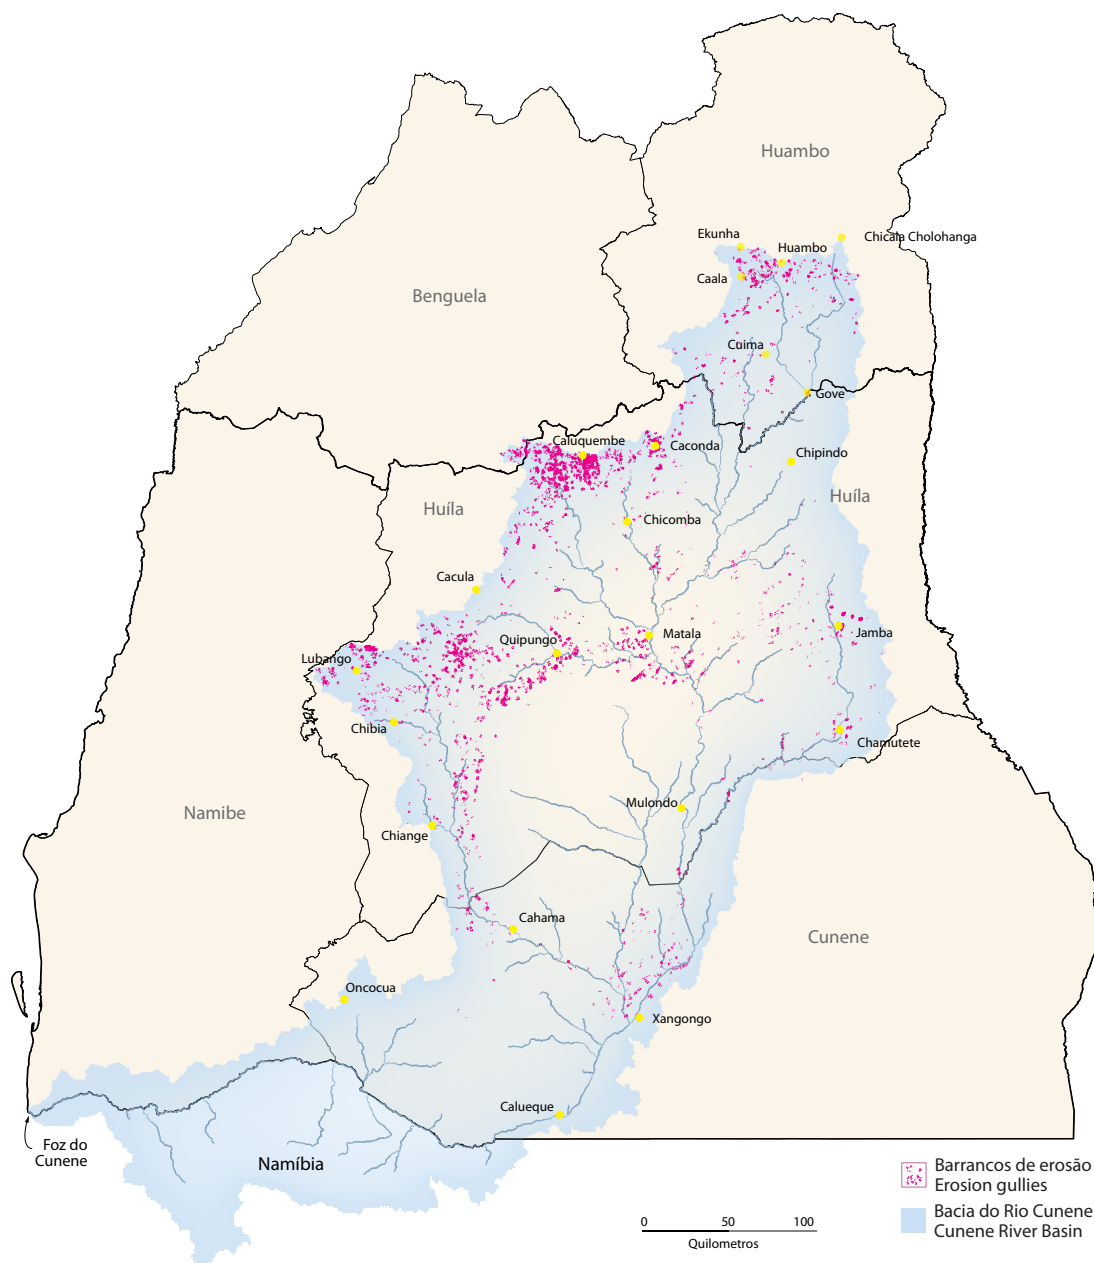 Huambo
Ekunha
Chicala Cholohanga
Huambo
Caala
Benguela
Cuima
Gove
Caluquembe
Caconda
Chipindo
Huíla
Huíla
Chicomba
Cacula
Quipungo
Matala
Jamba
Lubango
Chibia
Chamutete
Namibe
Mulondo
Chiange
Cahama
Cunene
Oncocua
Xangongo
Calueque
Foz do
Cunene
Namíbia
Barrancos de erosão
Erosion gullies
Bacia do Rio Cunene
Cunene River Basin
0 50 100
Quilometros